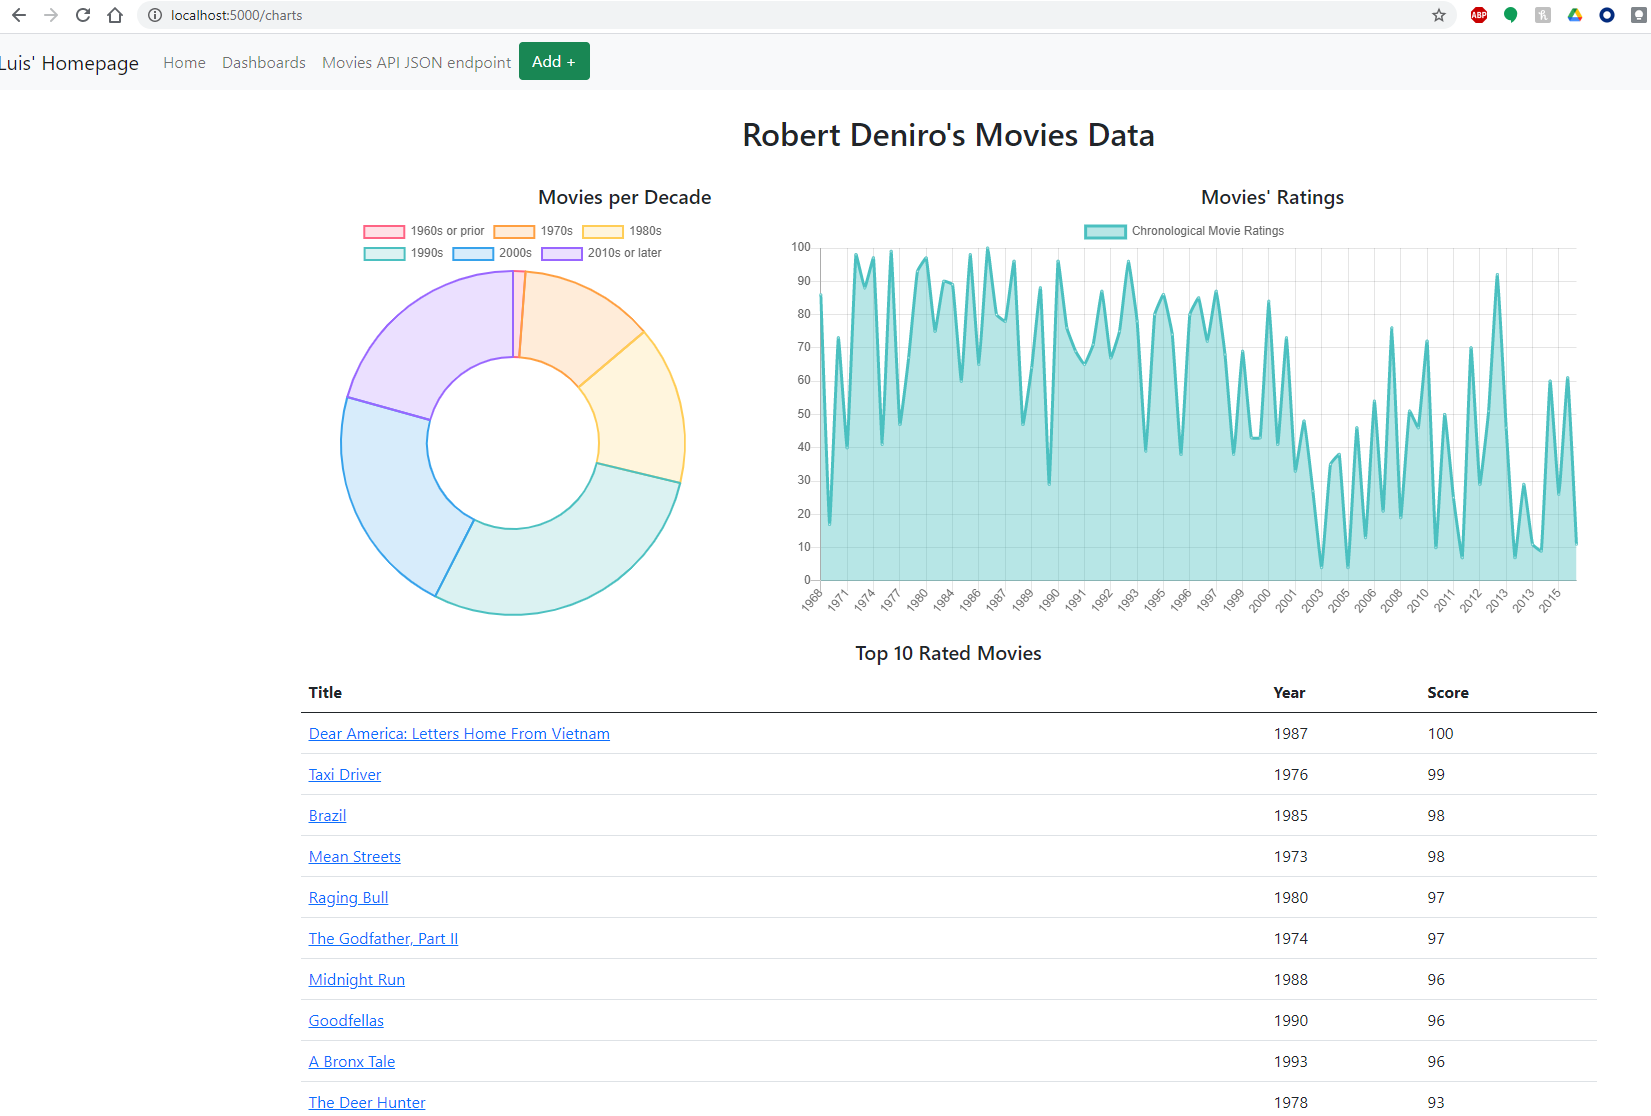 localhost:5000/charts
ABP
Luis' Homepage Home Dashboards Movies API JSON endpoint Add +
Robert Deniro's Movies Data
Movies per Decade
1960s or prior 1970s 1980s
1990s 2000s 2010s or later
Movies' Ratings
Chronological Movie Ratings
100
90
80
70
60
50
40
30
20
10
0
1968 1971 1974 1977 1980 1984 1986 1987 1989 1990 1991 1992 1993 1995 1996 1997 1999 2000 2001 2003 2005 2006 2008 2010 2011 2012 2013 2013 2015
Top 10 Rated Movies
Title Year Score
Dear America: Letters Home From Vietnam 1987 100
Taxi Driver 1976 99
Brazil 1985 98
Mean Streets 1973 98
Raging Bull 1980 97
The Godfather, Part II 1974 97
Midnight Run 1988 96
Goodfellas 1990 96
A Bronx Tale 1993 96
The Deer Hunter 1978 93